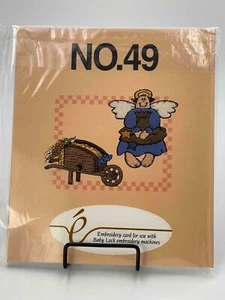 NO.49
Embroidery card for use with
Baby Lock embroidery machines